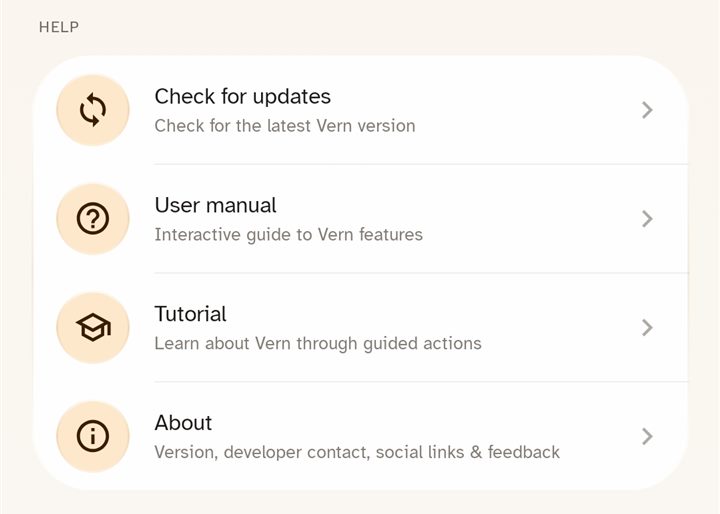 HELP
Check for updates
Check for the latest Vern version
User manual
Interactive guide to Vern features
Tutorial
Learn about Vern through guided actions
About
Version, developer contact, social links & feedback